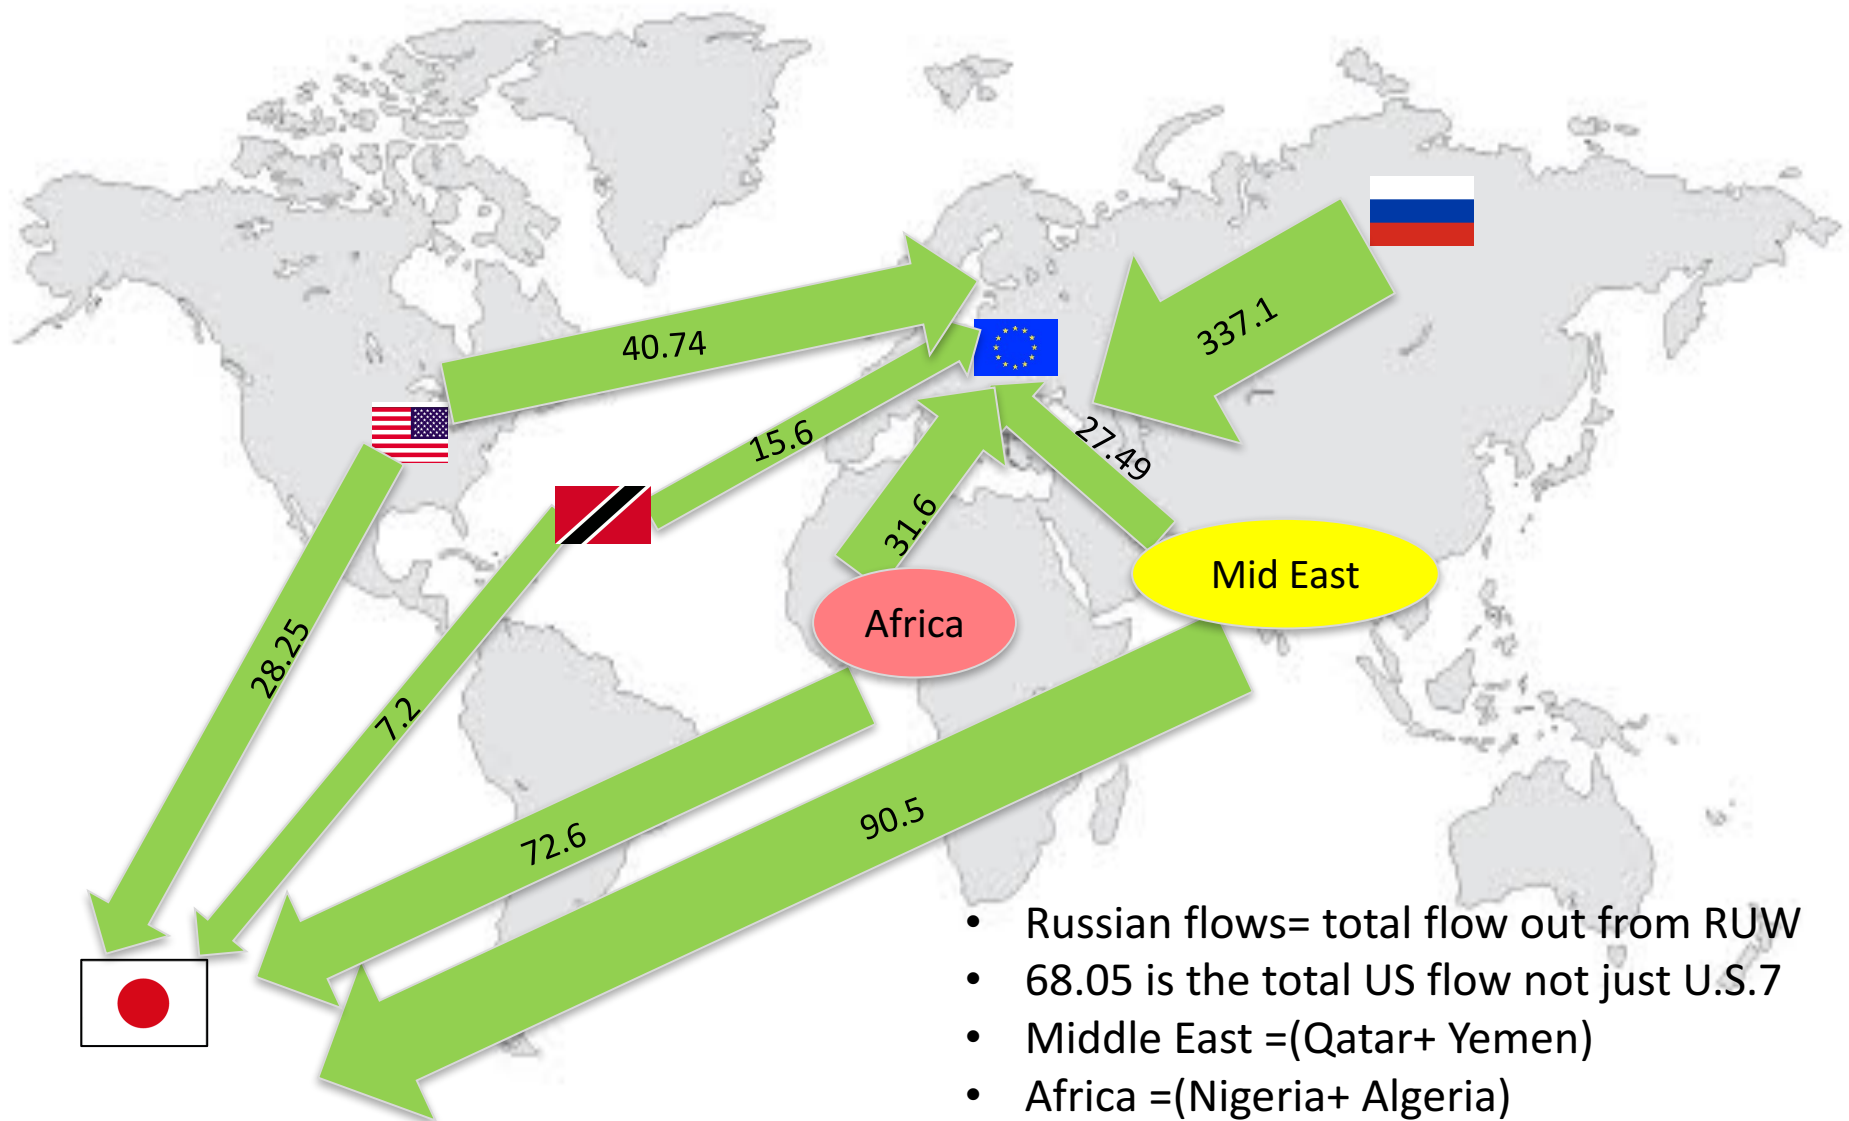 337.1
40.74
15.6
27.49
31.6
Mid East
Africa
28.25
7.2
72.6
90.5
• Russian flows= total flow out from RUW
• 68.05 is the total US flow not just U.S.7
• Middle East =(Qatar+ Yemen)
• Africa =(Nigeria+ Algeria)